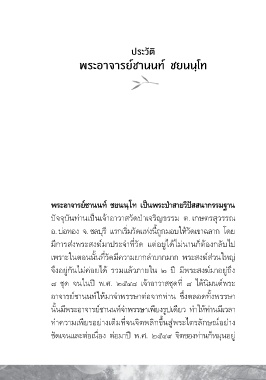 ประวัติ
พระอาจารย์ชานนท์ ชยนนฺโท
พระอาจารย์ชานนท์ ชยนนฺโท เป็นพระป่าสายวิปัสสนากรรมฐาน
ปัจจุบันท่านเป็นเจ้าอาวาสวัดป่าเจริญธรรม ต.เกษตรสุวรรณ
อ.บ่อทอง จ.ชลบุรี แรกเริ่มวัดแห่งนี้ถูกมอบให้วัดเขาฉลาก โดย
มีการส่งพระสงฆ์มาประจำที่วัด แต่อยู่ได้ไม่นานก็ต้องกลับไป
เพราะในตอนนั้นที่วัดมีความยากลำบากมาก พระสงฆ์ส่วนใหญ่
จึงอยู่กันไม่ค่อยได้ รวมแล้วภายใน ๒ ปี มีพระสงฆ์มาอยู่ถึง
๘ ชุด จนในปี พ.ศ. ๒๕๔๘ เจ้าอาวาสชุดที่ ๘ ได้นิมนต์พระ
อาจารย์ชานนท์ให้มาจำพรรษาต่อจากท่าน ซึ่งตลอดทั้งพรรษา
นั้นมีพระอาจารย์ชานนท์จำพรรษาเพียงรูปเดียว ทำให้ท่านมีเวลา
ทำความเพียรอย่างเต็มที่จนจิตพลิกขึ้นสู่พระไตรลักษณ์อย่าง
ชัดเจนและต่อเนื่อง ต่อมาปี พ.ศ. ๒๕๔๙ จิตของท่านก็หมุนอยู่